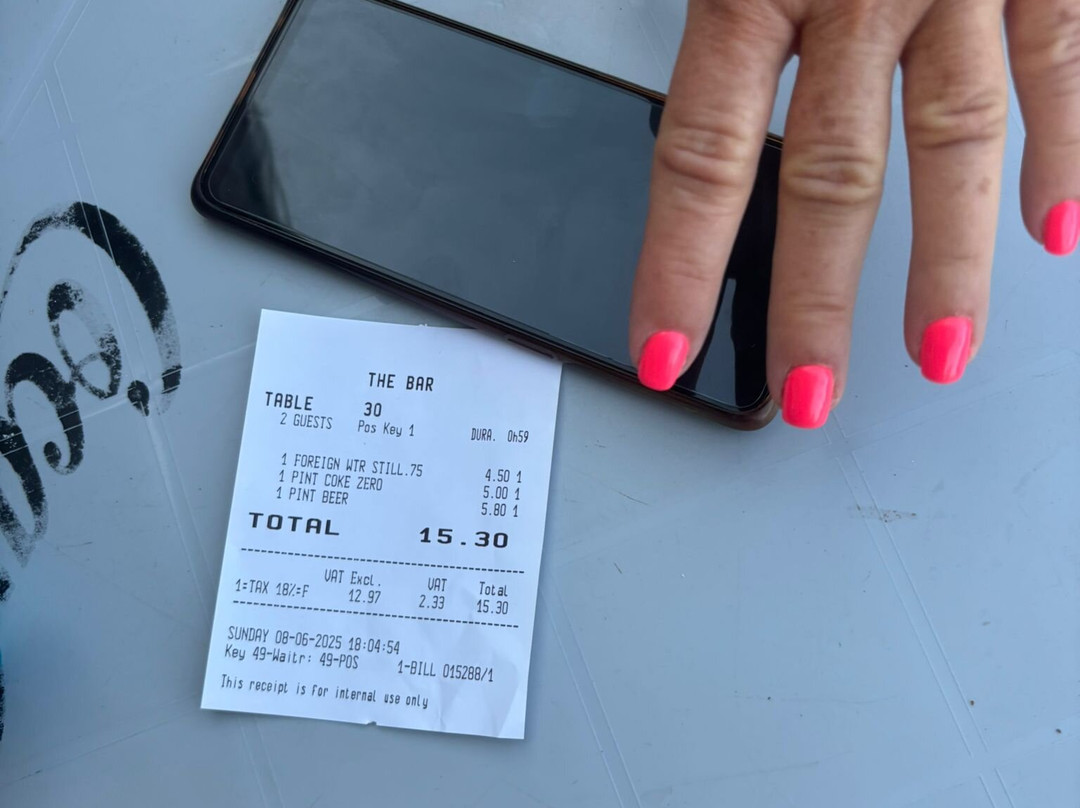 THE BAR
TABLE 30
2 GUESTS Pos Key 1 DURA. 0h59
1 FOREIGN WTR STILL.75 4.50 1
1 PINT COKE ZERO 5.00 1
1 PINT BEER 5.80 1
TOTAL 15.30
VAT Excl. VAT Total
1=TAX 18%=F 12.97 2.33 15.30
SUNDAY 08-06-2025 18:04:54
Key 49-Waitr: 49-POS 1-BILL 015288/1
This receipt is for internal use only